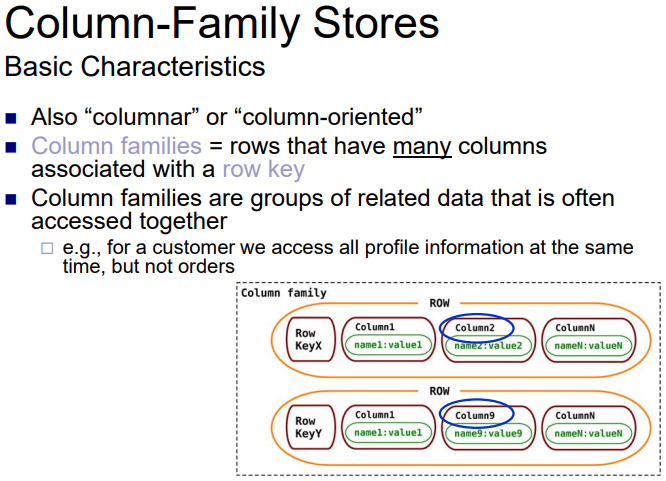 Column-Family Stores
Basic Characteristics
Also “columnar” or “column-oriented”
Column families = rows that have many columns
associated with a row key
Column families are groups of related data that is often
accessed together
e.g., for a customer we access all profile information at the same
time, but not orders
Column family
ROW
Row
KeyX
Column1
name1:value1
Column2
name2:value2
ColumnN
nameN:valueN
ROW
Row
KeyY
Column1
name1:value1
Column9
name9:value9
ColumnN
nameN:valueN